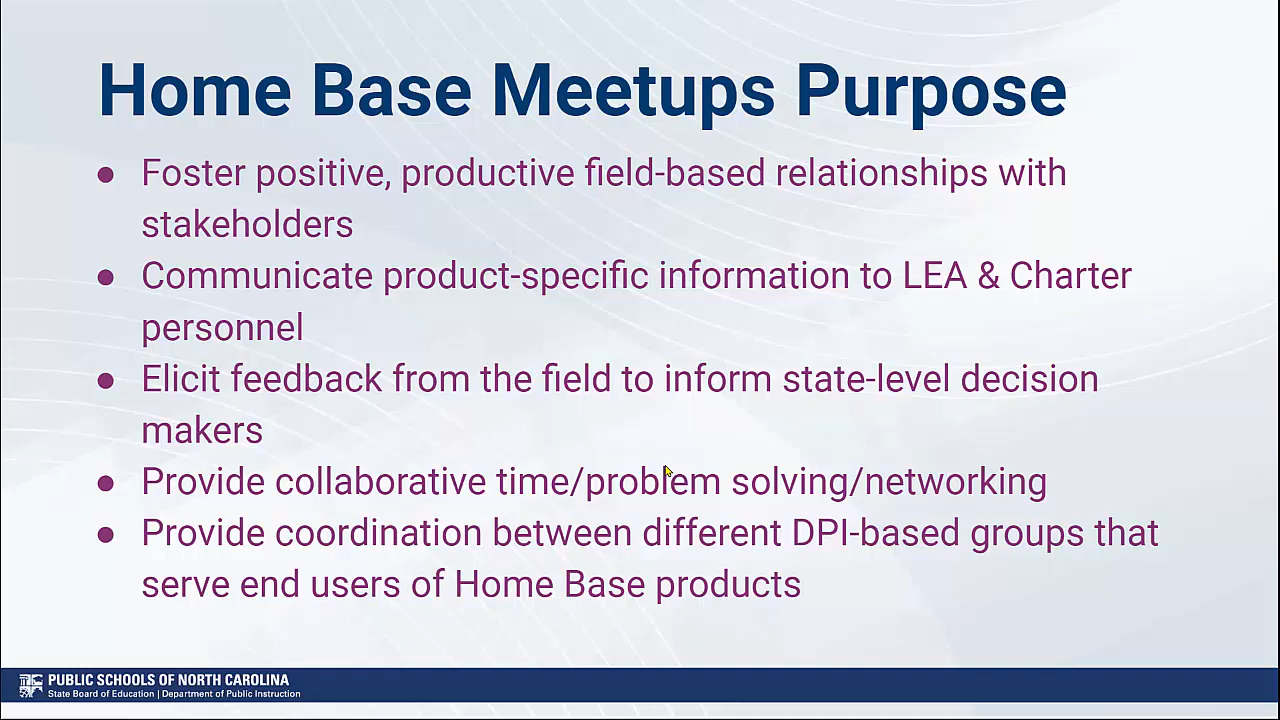 Home Base Meetups Purpose
● Foster positive, productive field-based relationships with
stakeholders
● Communicate product-specific information to LEA & Charter
personnel
● Elicit feedback from the field to inform state-level decision
makers
● Provide collaborative time/problem solving/networking
● Provide coordination between different DPI-based groups that
serve end users of Home Base products
PUBLIC SCHOOLS OF NORTH CAROLINA
State Board of Education | Department of Public Instruction